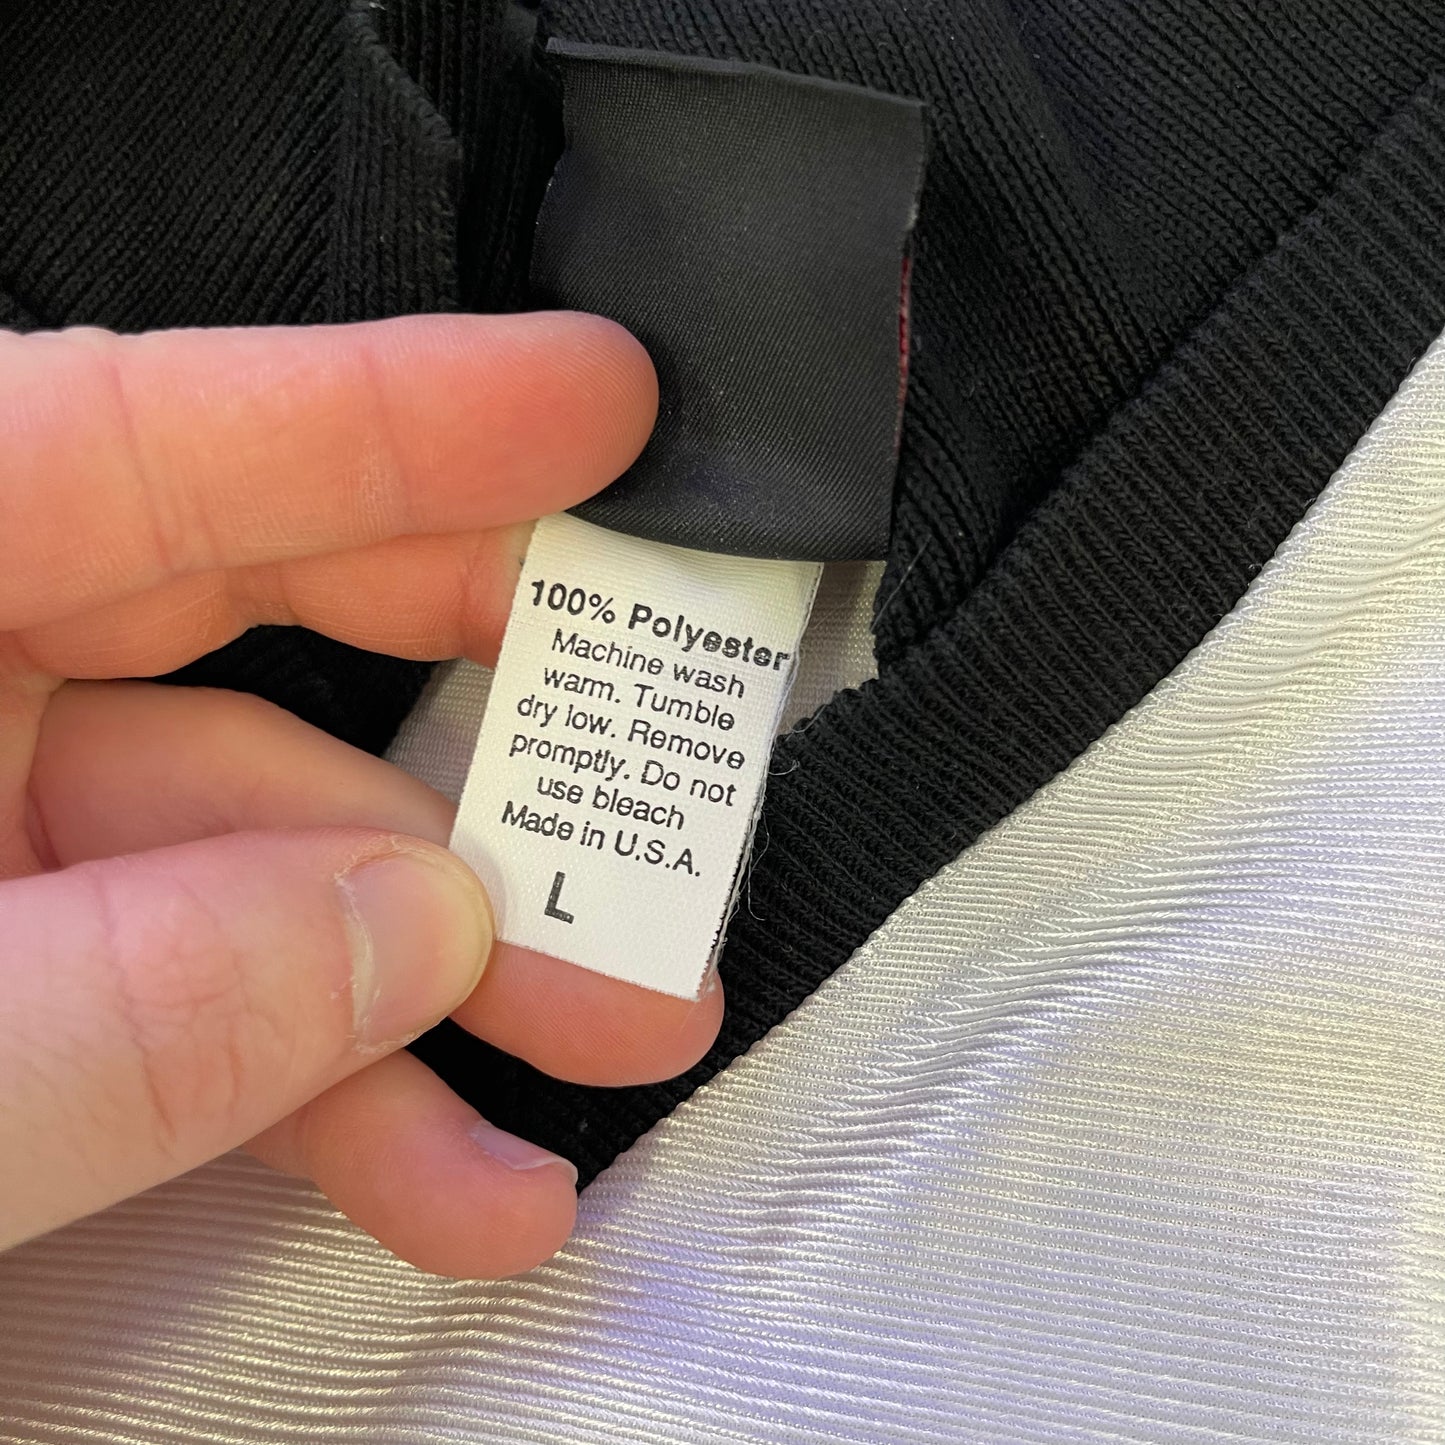 100% Polyester
Machine wash
warm. Tumble
dry low. Remove
promptly. Do not
use bleach
Made in U.S.A.
L